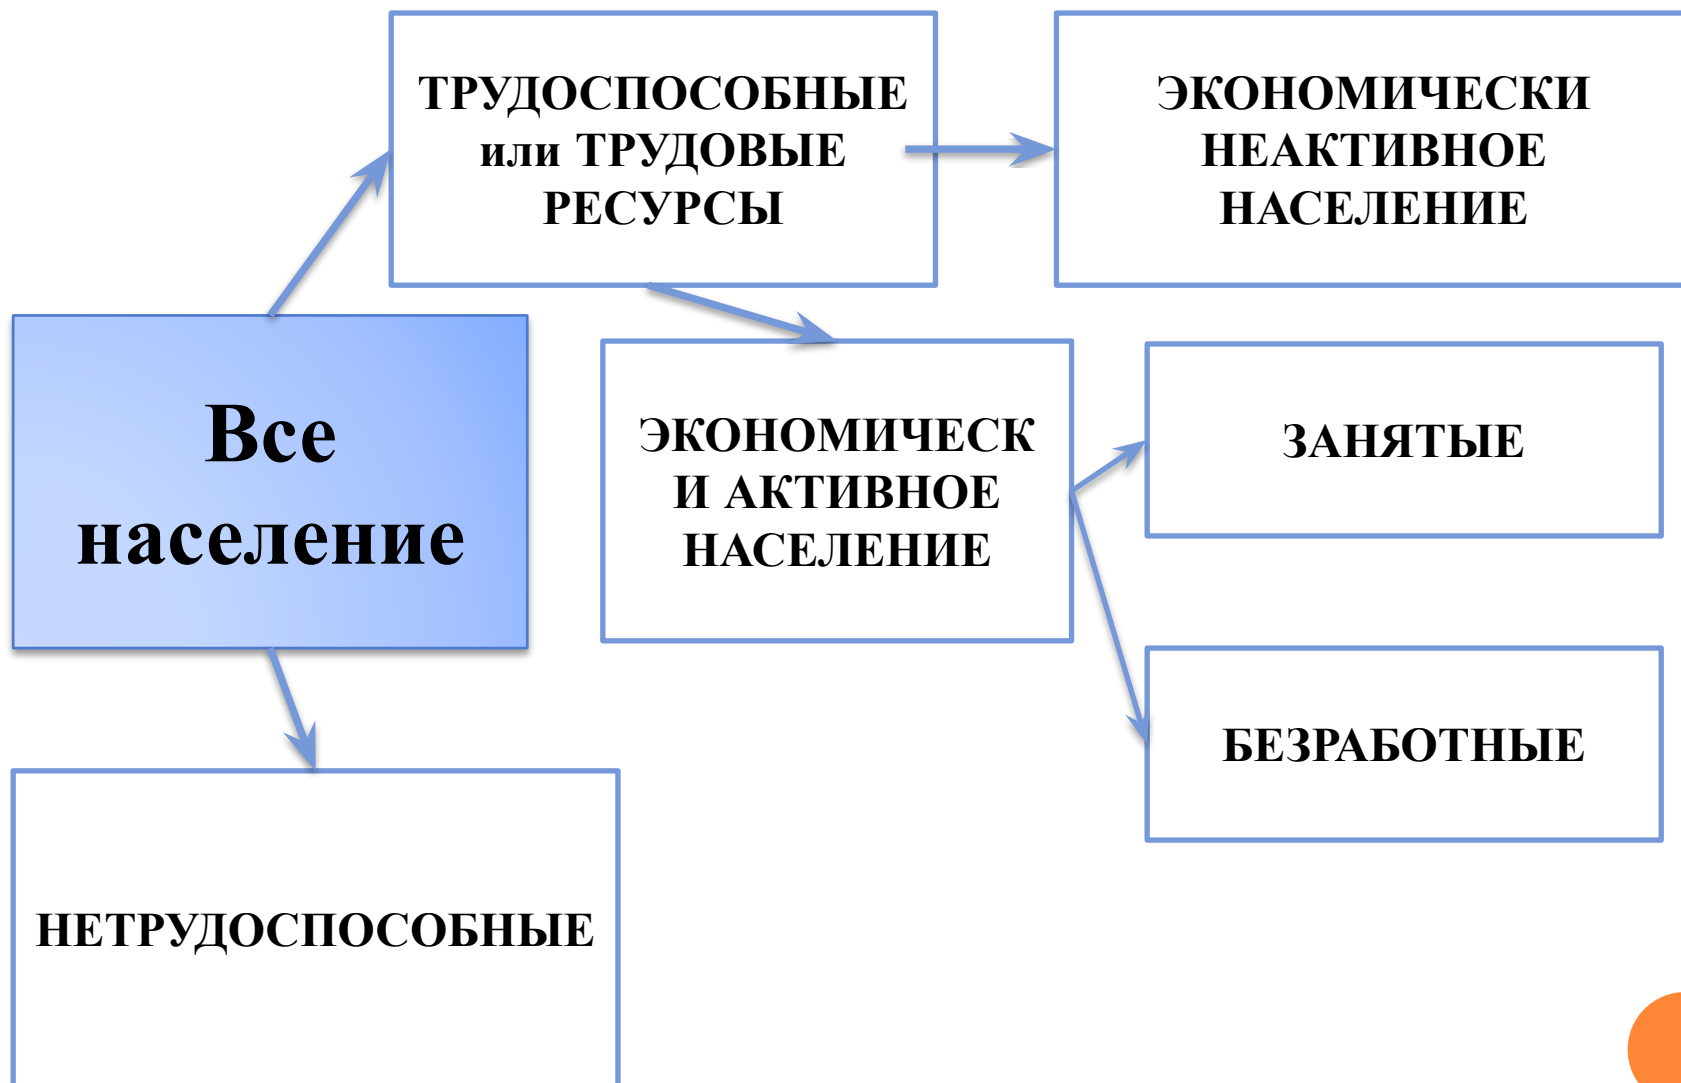 ТРУДОСПОСОБНЫЕ
или ТРУДОВЫЕ
РЕСУРСЫ
ЭКОНОМИЧЕСКИ
НЕАКТИВНОЕ
НАСЕЛЕНИЕ
Все
население
ЭКОНОМИЧЕСК
И АКТИВНОЕ
НАСЕЛЕНИЕ
ЗАНЯТЫЕ
БЕЗРАБОТНЫЕ
НЕТРУДОСПОСОБНЫЕ